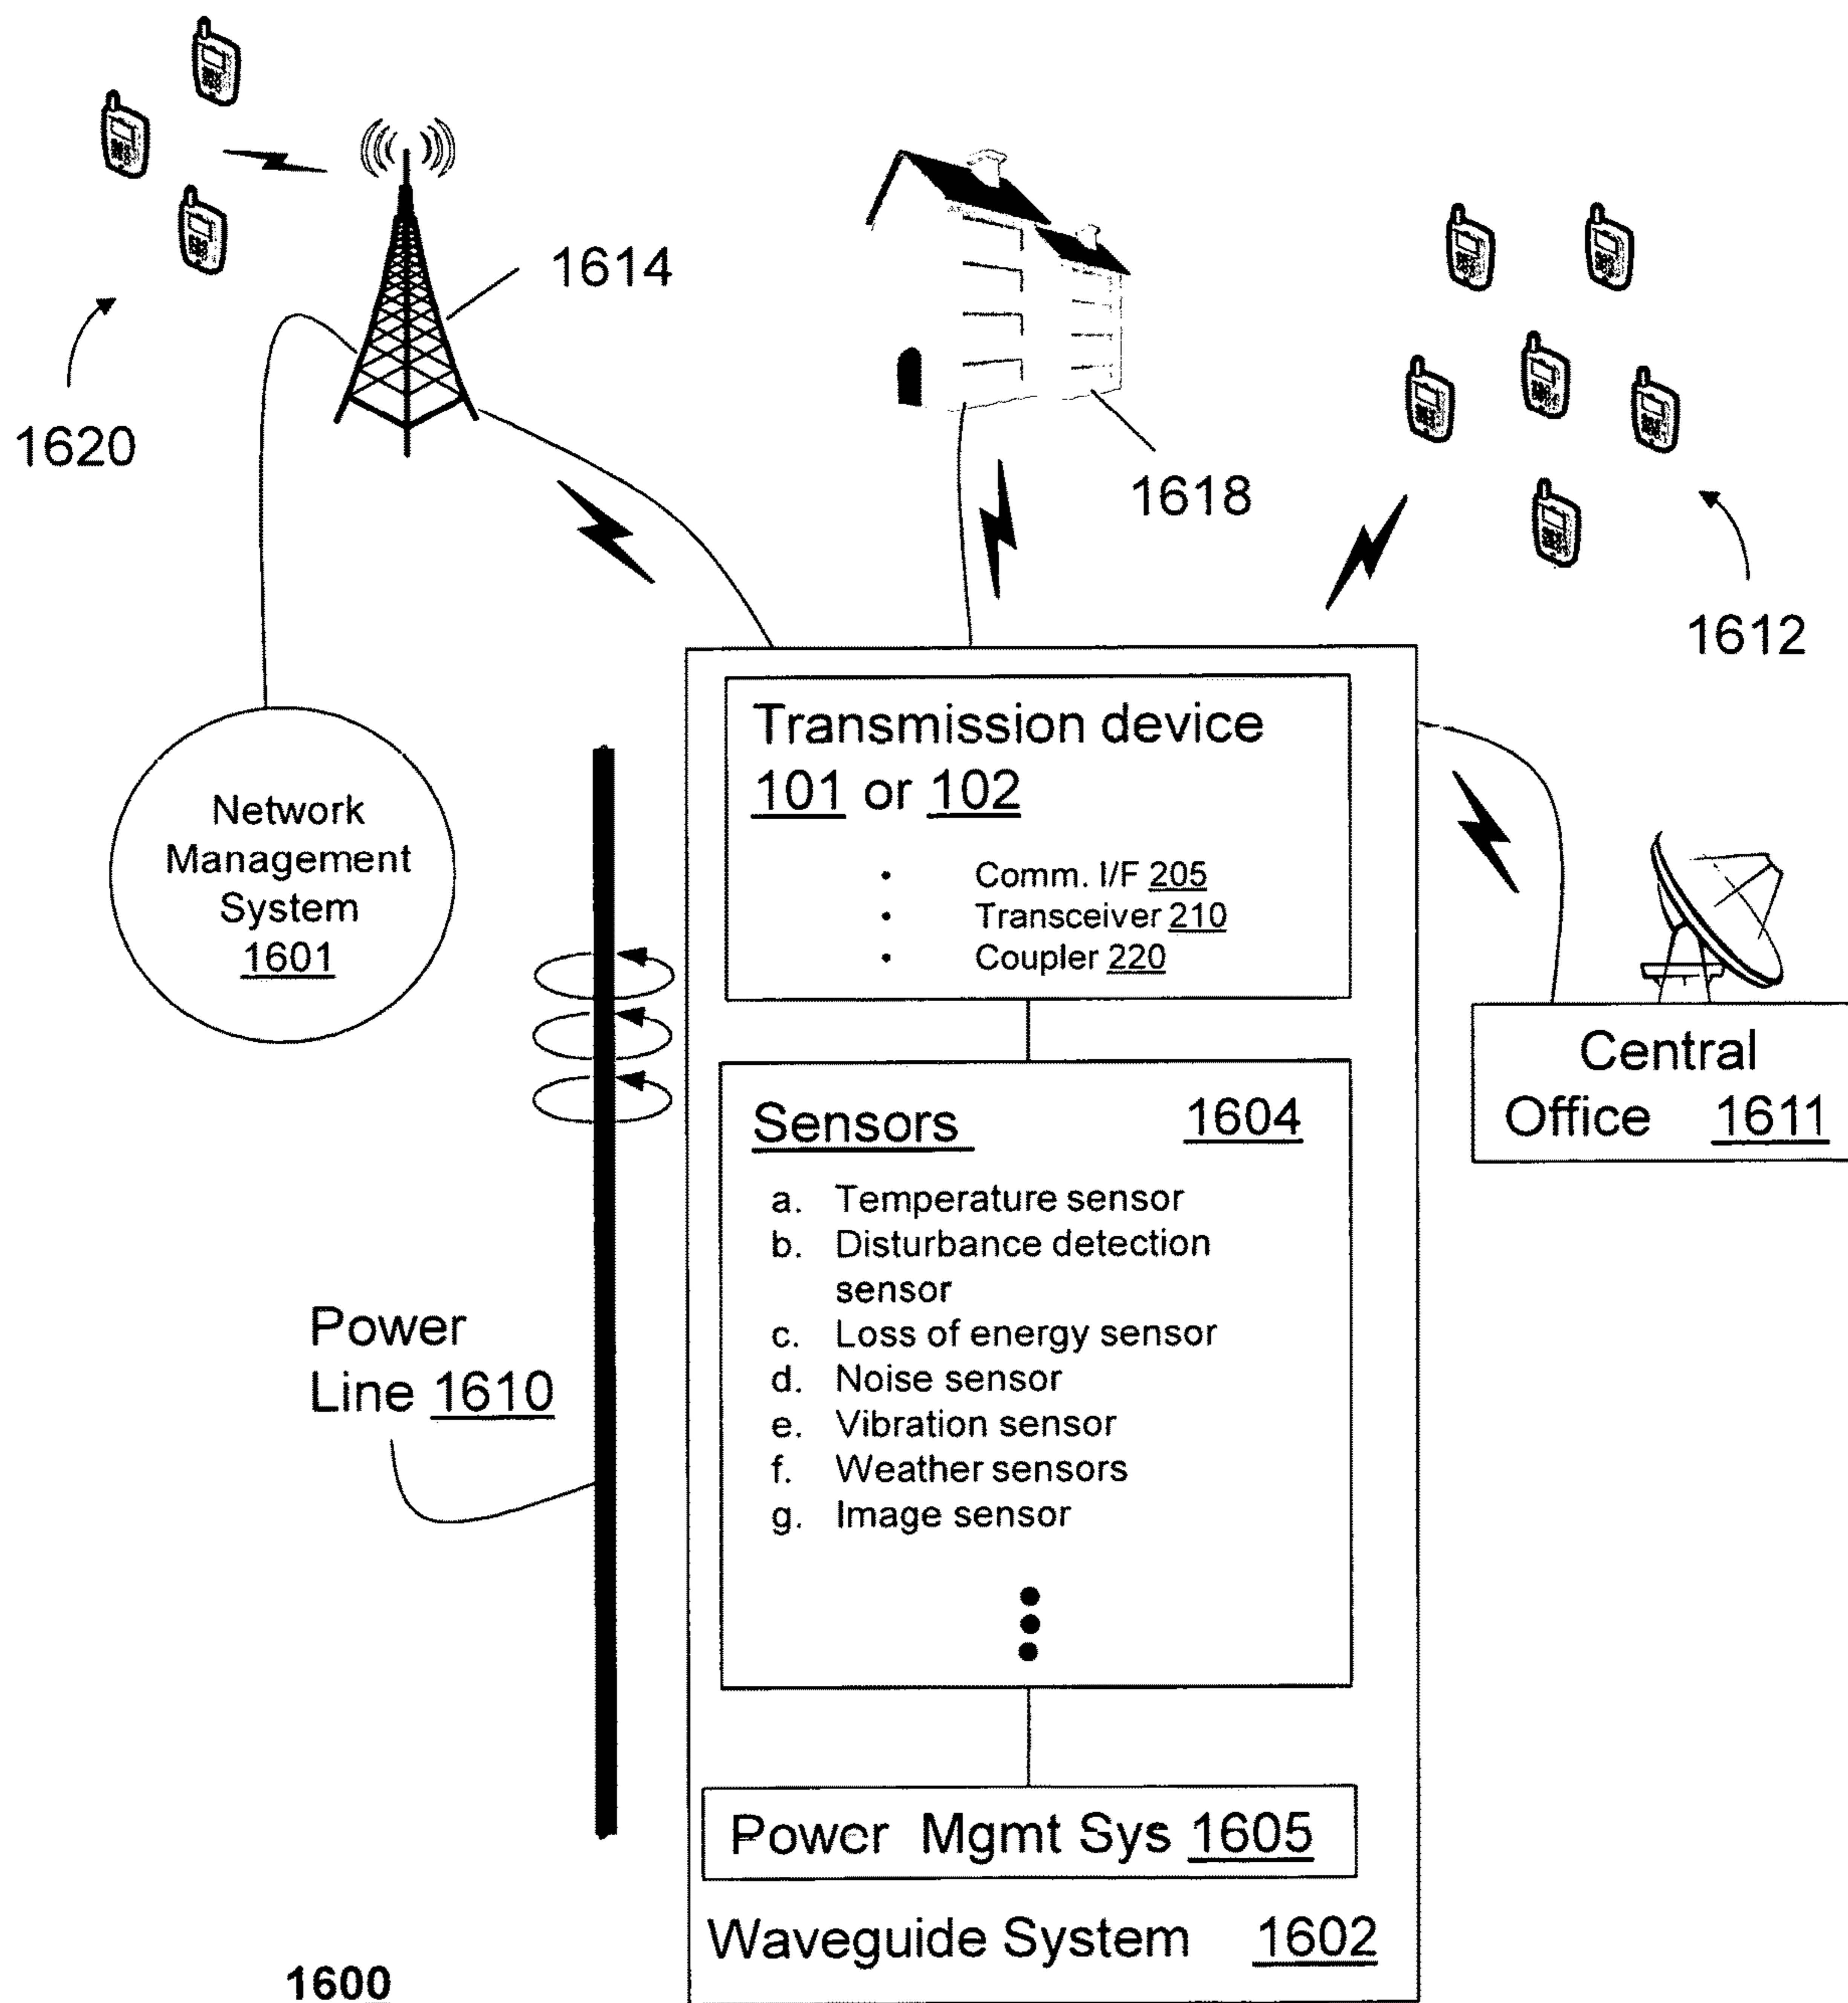 1614
1620
1618
1612
Transmission device
101 or 102
• Comm. I/F 205
• Transceiver 210
• Coupler 220
Network
Management
System
1601
Central
Office 1611
Sensors 1604
a. Temperature sensor
b. Disturbance detection
sensor
c. Loss of energy sensor
d. Noise sensor
e. Vibration sensor
f. Weather sensors
g. Image sensor
Power
Line 1610
Power Mgmt Sys 1605
Waveguide System 1602
1600